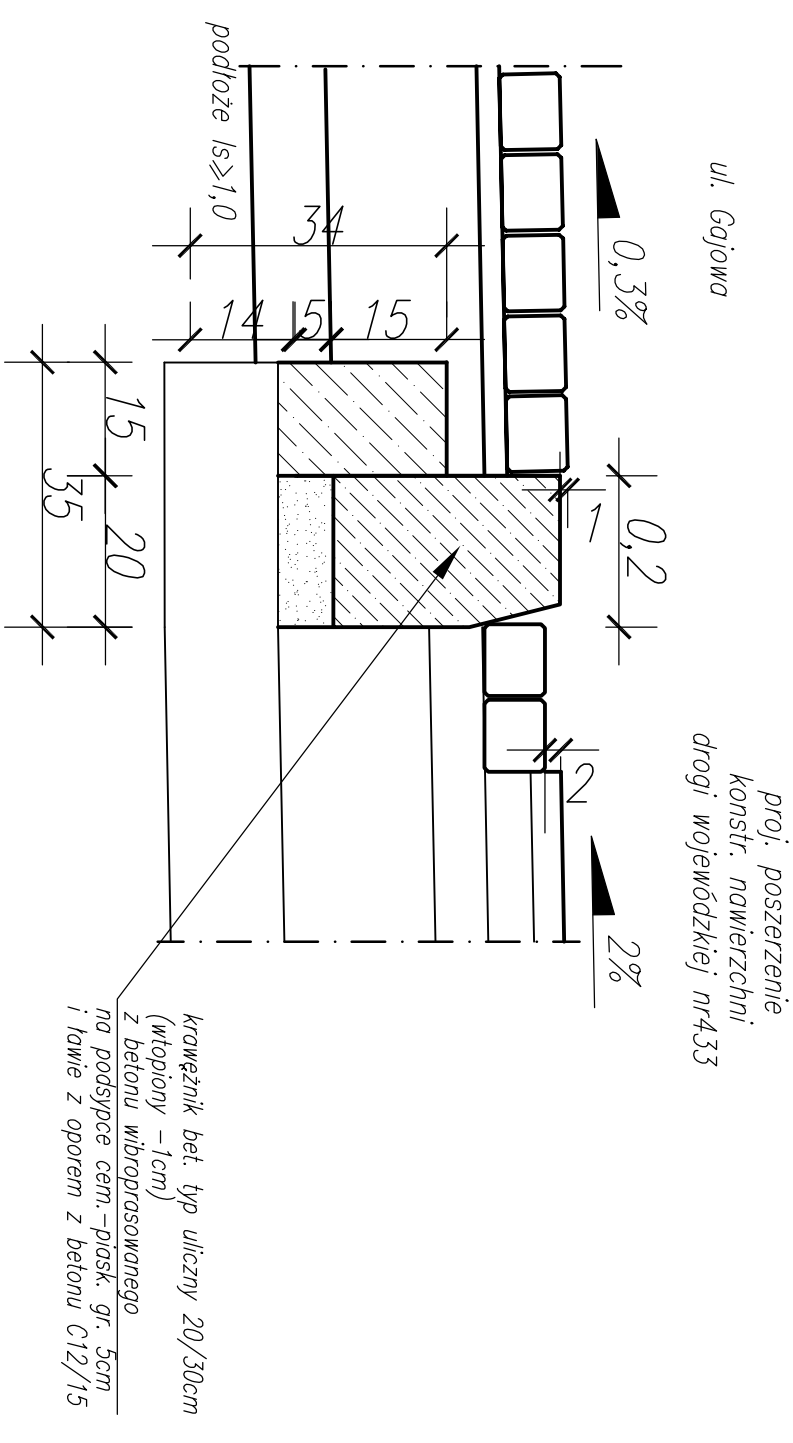 ul. Gajowa
proj. poszerzenie
konstr. nawierzchni
drogi wojewódzkiej nr433
0,3%
2%
0,2
1
2
podłoże Is≥1,0
34
14
5
15
15
20
35
krawężnik bet. typ uliczny 20/30cm
(wtopiony -1cm)
z betonu wibroprasowanego
na podsypce cem.-piask. gr. 5cm
i ławie z oporem z betonu C12/15